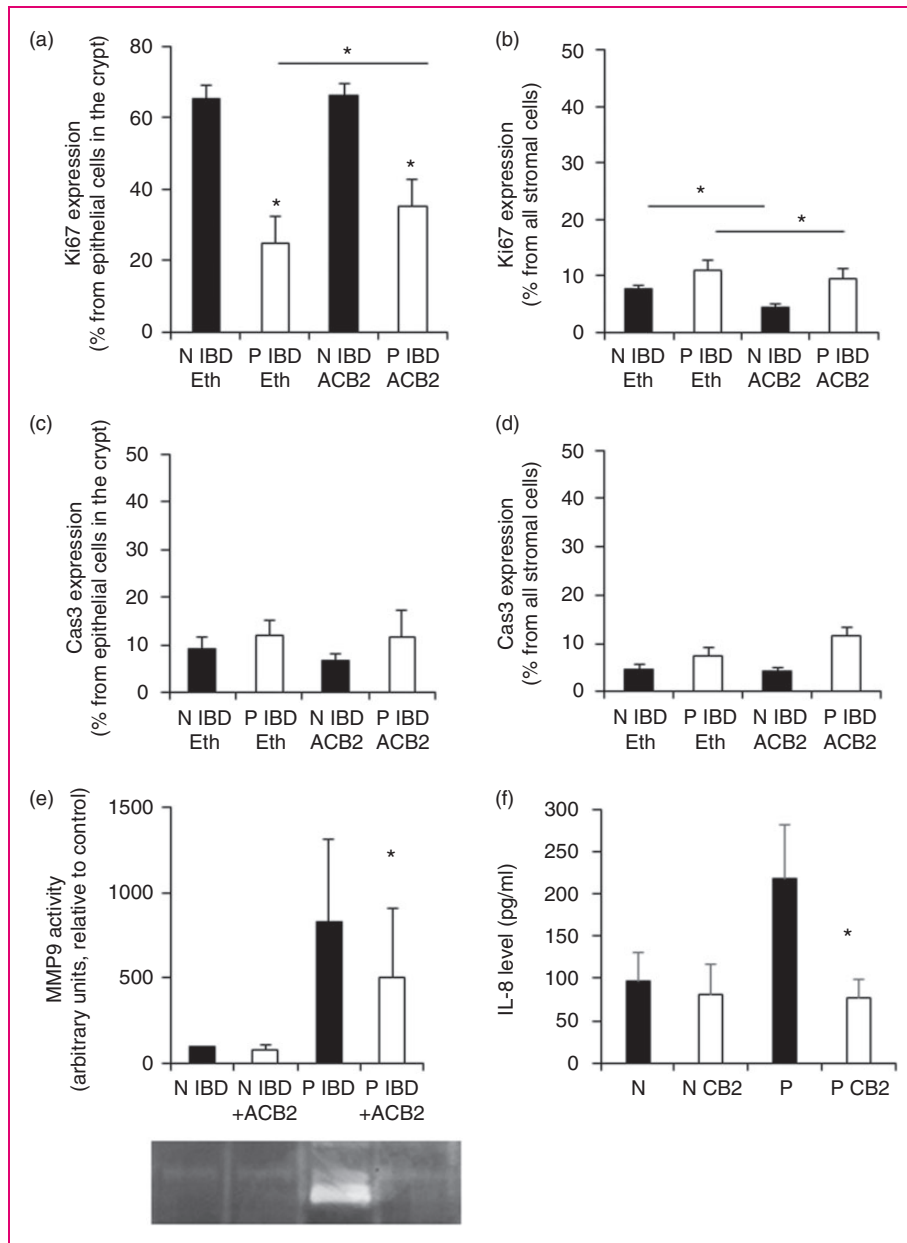 (a)
Ki67 expression
(% from epithelial cells in the crypt)
80
60
40
20
0
*
*
*
N IBD P IBD N IBD P IBD
Eth Eth ACB2 ACB2
(b)
Ki67 expression
(% from all stromal cells)
50
40
30
20
10
0
*
*
N IBD P IBD N IBD P IBD
Eth Eth ACB2 ACB2
(c)
Cas3 expression
(% from epithelial cells in the crypt)
50
40
30
20
10
0
N IBD P IBD N IBD P IBD
Eth Eth ACB2 ACB2
(d)
Cas3 expression
(% from all stromal cells)
50
40
30
20
10
0
N IBD P IBD N IBD P IBD
Eth Eth ACB2 ACB2
(e)
MMP9 activity
(arbitrary units, relative to control)
1500
1000
500
0
*
N IBD N IBD P IBD P IBD
+ACB2 +ACB2
(f)
IL-8 level (pg/ml)
300
250
200
150
100
50
0
*
N N CB2 P P CB2